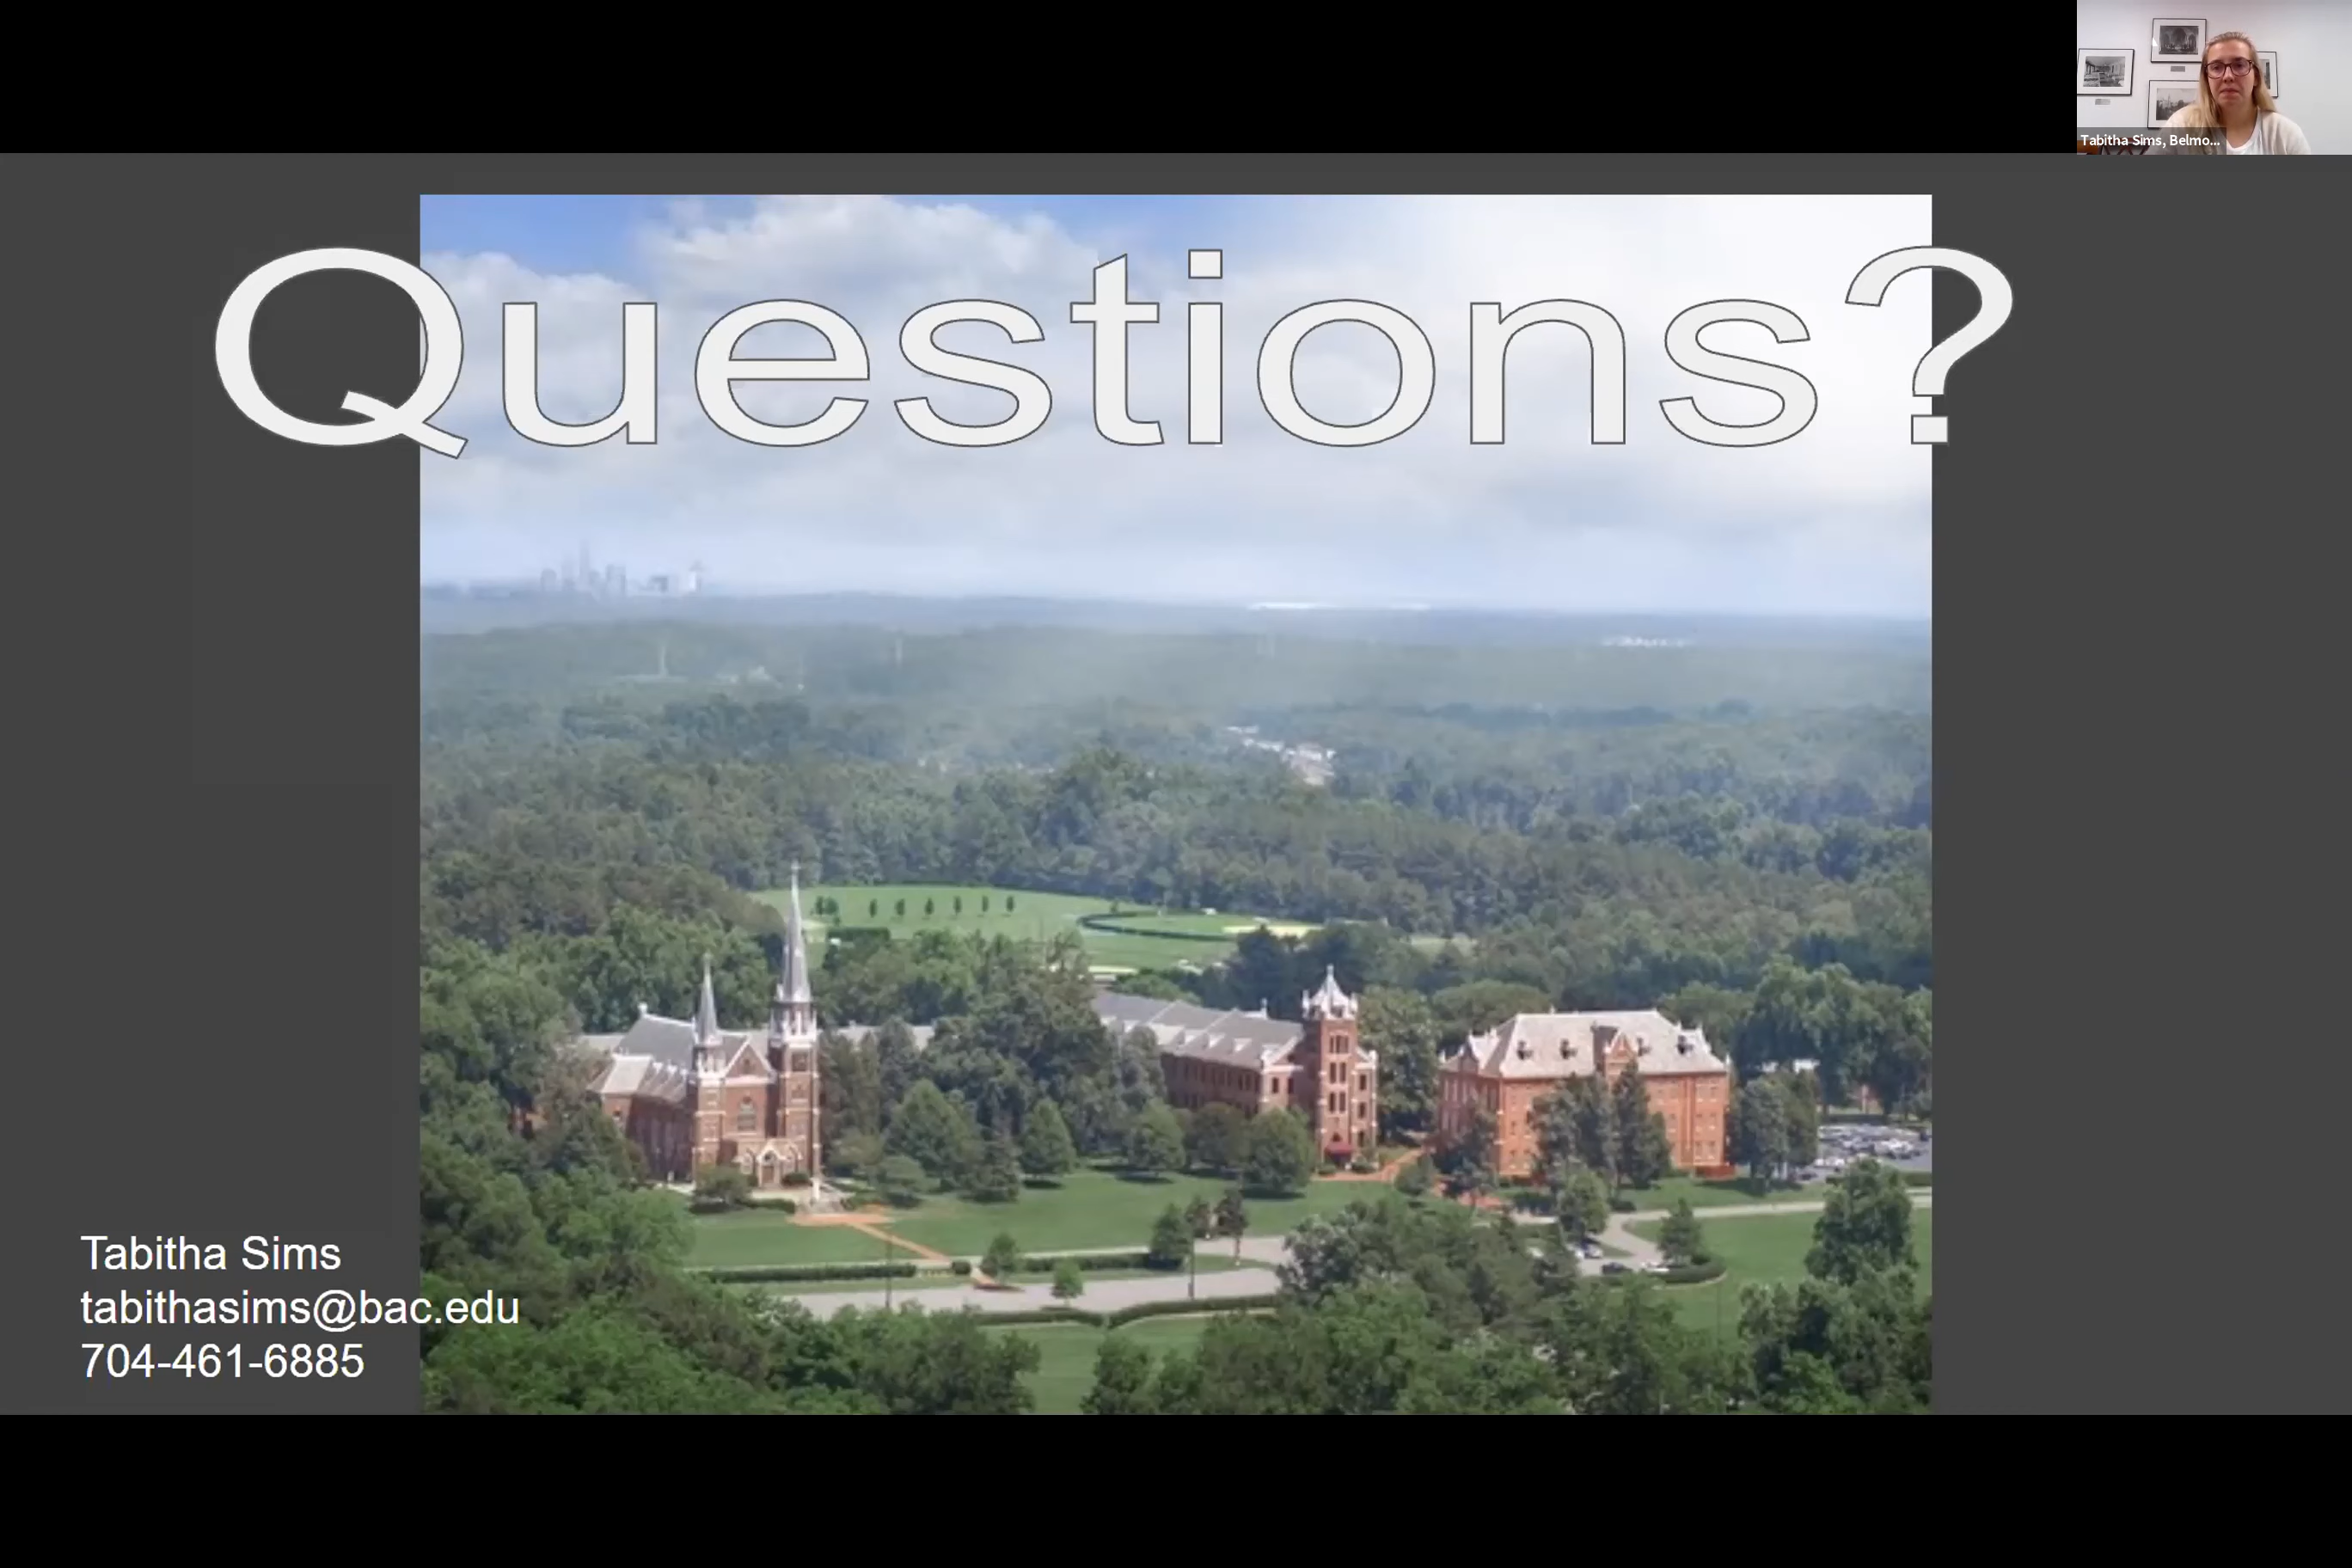 Tabitha Sims, Belmo...
Questions?
Tabitha Sims
tabithasims@bac.edu
704-461-6885